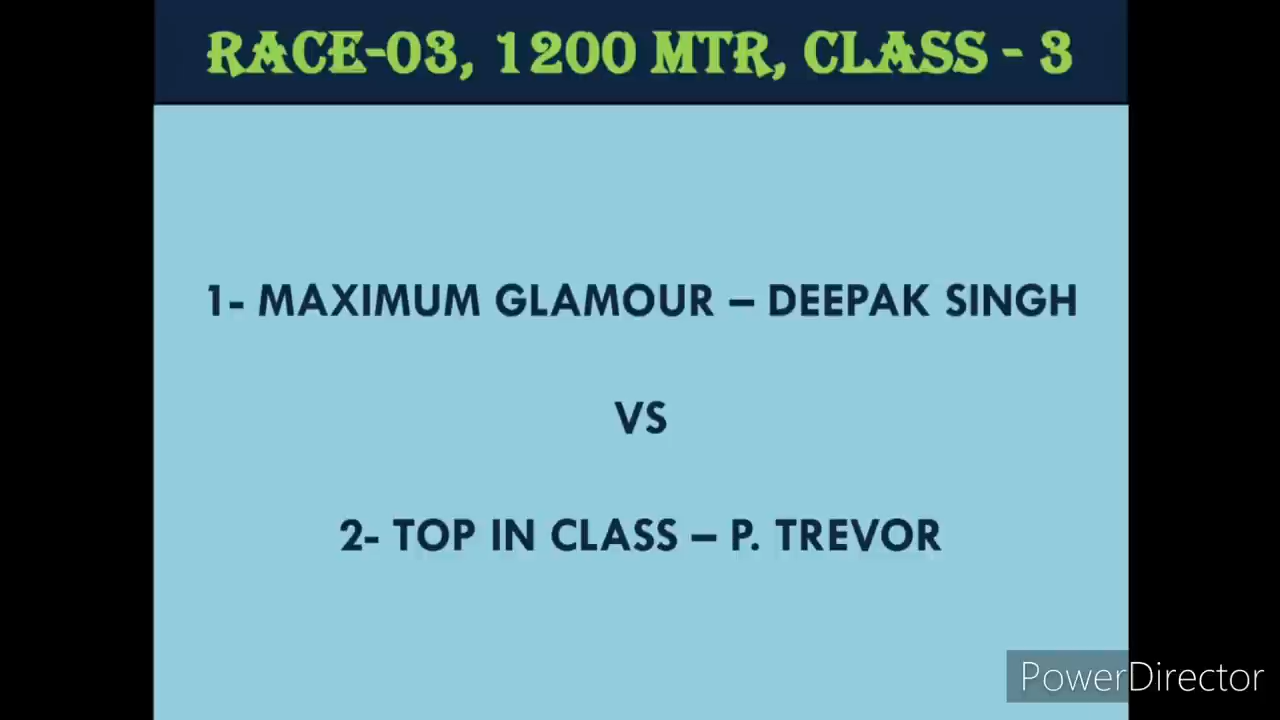 RACE-03, 1200 MTR, CLASS - 3
1- MAXIMUM GLAMOUR – DEEPAK SINGH
VS
2- TOP IN CLASS – P. TREVOR
PowerDirector